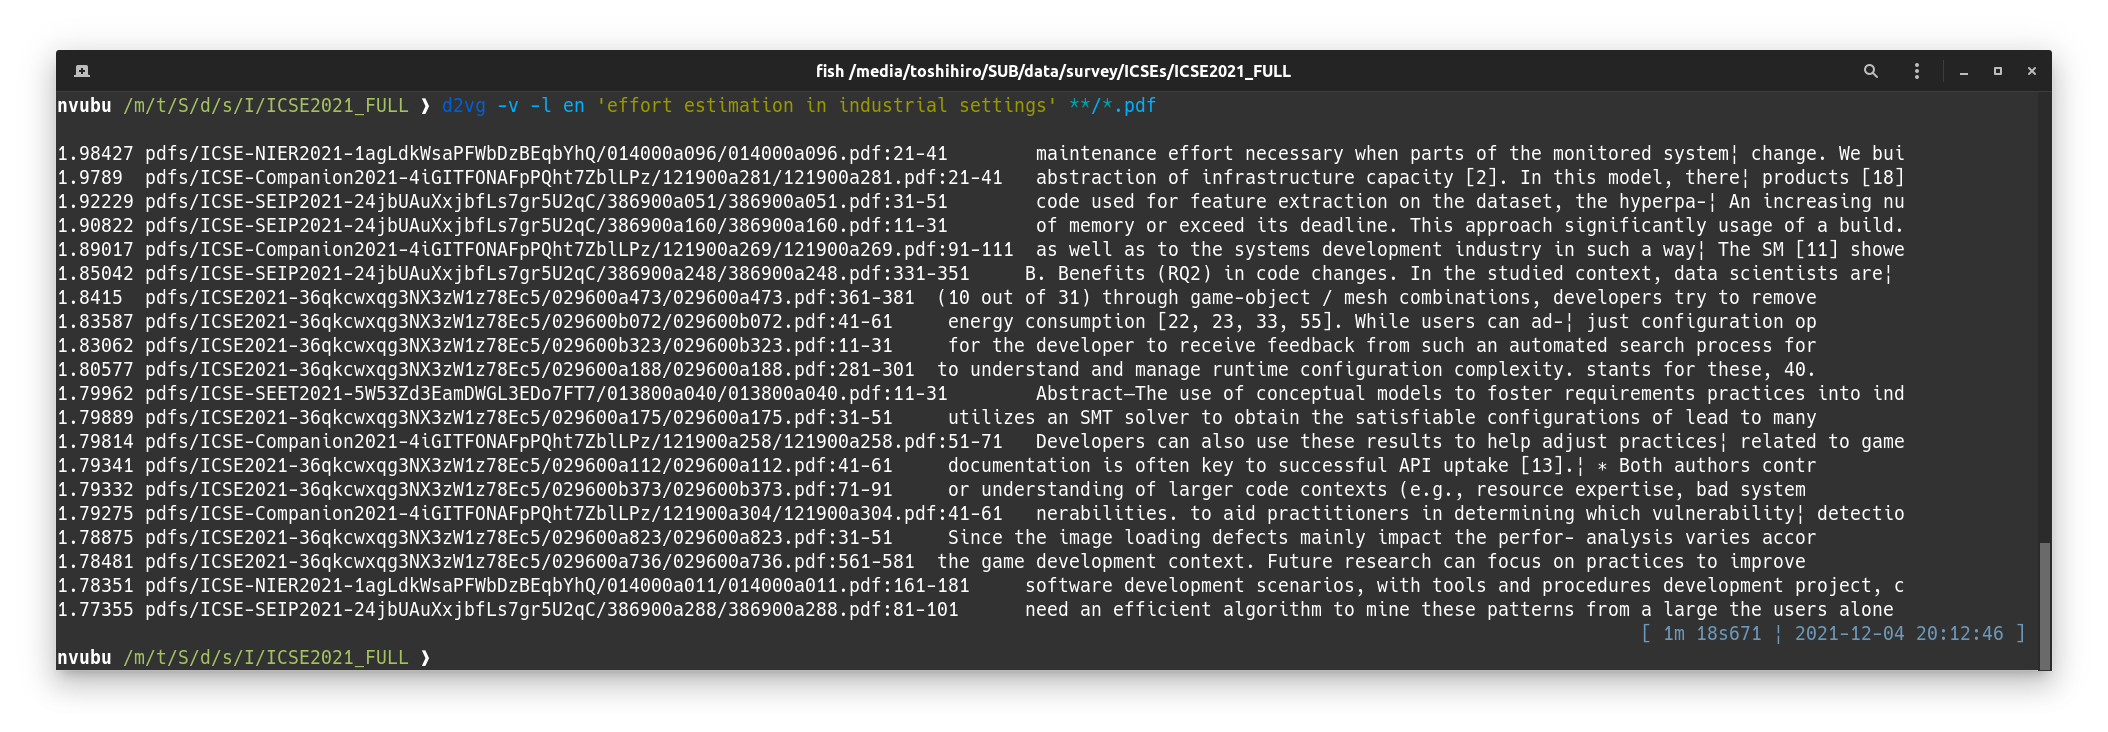 fish /media/toshihiro/SUB/data/survey/ICSEs/ICSE2021_FULL
nvubu /m/t/S/d/s/I/ICSE2021_FULL ❯ d2vg -v -l en 'effort estimation in industrial settings' **/*.pdf
1.98427 pdfs/ICSE-NIER2021-1agLdkWsaPFWbDzBEqbYhQ/014000a096/014000a096.pdf:21-41 maintenance effort necessary when parts of the monitored system¦ change. We bui
1.9789 pdfs/ICSE-Companion2021-4iGITFONAFpPQht7ZblLPz/121900a281/121900a281.pdf:21-41 abstraction of infrastructure capacity [2]. In this model, there¦ products [18]
1.92229 pdfs/ICSE-SEIP2021-24jbUAuXxjbfLs7gr5U2qC/386900a051/386900a051.pdf:31-51 code used for feature extraction on the dataset, the hyperpa-¦ An increasing nu
1.90822 pdfs/ICSE-SEIP2021-24jbUAuXxjbfLs7gr5U2qC/386900a160/386900a160.pdf:11-31 of memory or exceed its deadline. This approach significantly usage of a build.
1.89017 pdfs/ICSE-Companion2021-4iGITFONAFpPQht7ZblLPz/121900a269/121900a269.pdf:91-111 as well as to the systems development industry in such a way¦ The SM [11] showe
1.85042 pdfs/ICSE-SEIP2021-24jbUAuXxjbfLs7gr5U2qC/386900a248/386900a248.pdf:331-351 B. Benefits (RQ2) in code changes. In the studied context, data scientists are¦
1.8415 pdfs/ICSE2021-36qkcwxqg3NX3zW1z78Ec5/029600a473/029600a473.pdf:361-381 (10 out of 31) through game-object / mesh combinations, developers try to remove
1.83587 pdfs/ICSE2021-36qkcwxqg3NX3zW1z78Ec5/029600b072/029600b072.pdf:41-61 energy consumption [22, 23, 33, 55]. While users can ad-¦ just configuration op
1.83062 pdfs/ICSE2021-36qkcwxqg3NX3zW1z78Ec5/029600b323/029600b323.pdf:11-31 for the developer to receive feedback from such an automated search process for
1.80577 pdfs/ICSE2021-36qkcwxqg3NX3zW1z78Ec5/029600a188/029600a188.pdf:281-301 to understand and manage runtime configuration complexity. stants for these, 40.
1.79962 pdfs/ICSE-SEET2021-5W53Zd3EamDWGL3EDo7FT7/013800a040/013800a040.pdf:11-31 Abstract—The use of conceptual models to foster requirements practices into ind
1.79889 pdfs/ICSE2021-36qkcwxqg3NX3zW1z78Ec5/029600a175/029600a175.pdf:31-51 utilizes an SMT solver to obtain the satisfiable configurations of lead to many
1.79814 pdfs/ICSE-Companion2021-4iGITFONAFpPQht7ZblLPz/121900a258/121900a258.pdf:51-71 Developers can also use these results to help adjust practices¦ related to game
1.79341 pdfs/ICSE2021-36qkcwxqg3NX3zW1z78Ec5/029600a112/029600a112.pdf:41-61 documentation is often key to successful API uptake [13].¦ ∗ Both authors contr
1.79332 pdfs/ICSE2021-36qkcwxqg3NX3zW1z78Ec5/029600b373/029600b373.pdf:71-91 or understanding of larger code contexts (e.g., resource expertise, bad system
1.79275 pdfs/ICSE-Companion2021-4iGITFONAFpPQht7ZblLPz/121900a304/121900a304.pdf:41-61 nerabilities. to aid practitioners in determining which vulnerability¦ detectio
1.78875 pdfs/ICSE2021-36qkcwxqg3NX3zW1z78Ec5/029600a823/029600a823.pdf:31-51 Since the image loading defects mainly impact the perfor- analysis varies accor
1.78481 pdfs/ICSE2021-36qkcwxqg3NX3zW1z78Ec5/029600a736/029600a736.pdf:561-581 the game development context. Future research can focus on practices to improve
1.78351 pdfs/ICSE-NIER2021-1agLdkWsaPFWbDzBEqbYhQ/014000a011/014000a011.pdf:161-181 software development scenarios, with tools and procedures development project, c
1.77355 pdfs/ICSE-SEIP2021-24jbUAuXxjbfLs7gr5U2qC/386900a288/386900a288.pdf:81-101 need an efficient algorithm to mine these patterns from a large the users alone
[ 1m 18s671 ¦ 2021-12-04 20:12:46 ]
nvubu /m/t/S/d/s/I/ICSE2021_FULL ❯